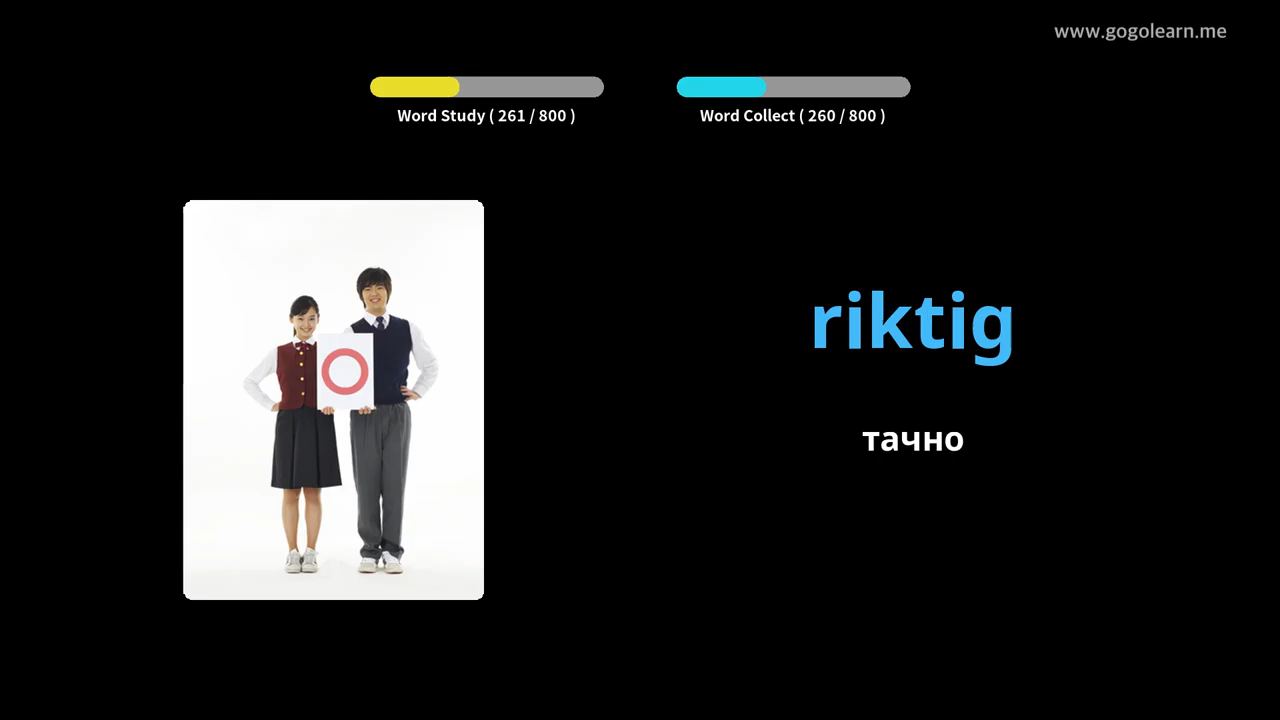 www.gogolearn.me
Word Study ( 261 / 800 )
Word Collect ( 260 / 800 )
riktig
тачно